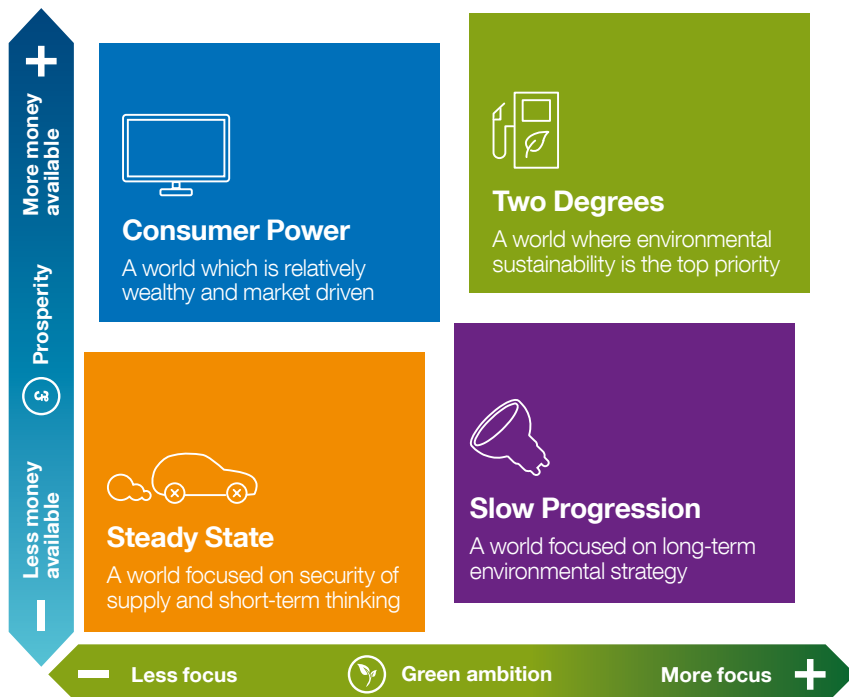 More money
available
Prosperity
£
Less money
available
Consumer Power
A world which is relatively
wealthy and market driven
Two Degrees
A world where environmental
sustainability is the top priority
Steady State
A world focused on security of
supply and short-term thinking
Slow Progression
A world focused on long-term
environmental strategy
Less focus
Green ambition
More focus